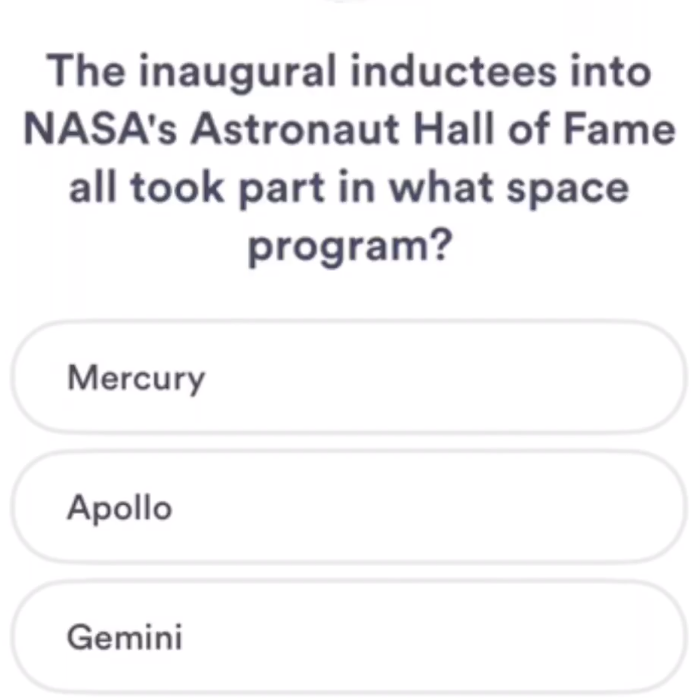 The inaugural inductees into
NASA's Astronaut Hall of Fame
all took part in what space
program?
Mercury
Apollo
Gemini